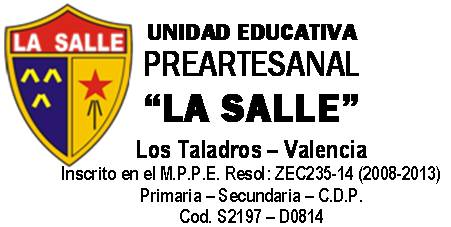 LA SALLE
UNIDAD EDUCATIVA
PREARTESANAL
“LA SALLE”
Los Taladros – Valencia
Inscrito en el M.P.P.E. Resol: ZEC235-14 (2008-2013)
Primaria – Secundaria – C.D.P.
Cod. S2197 – D0814